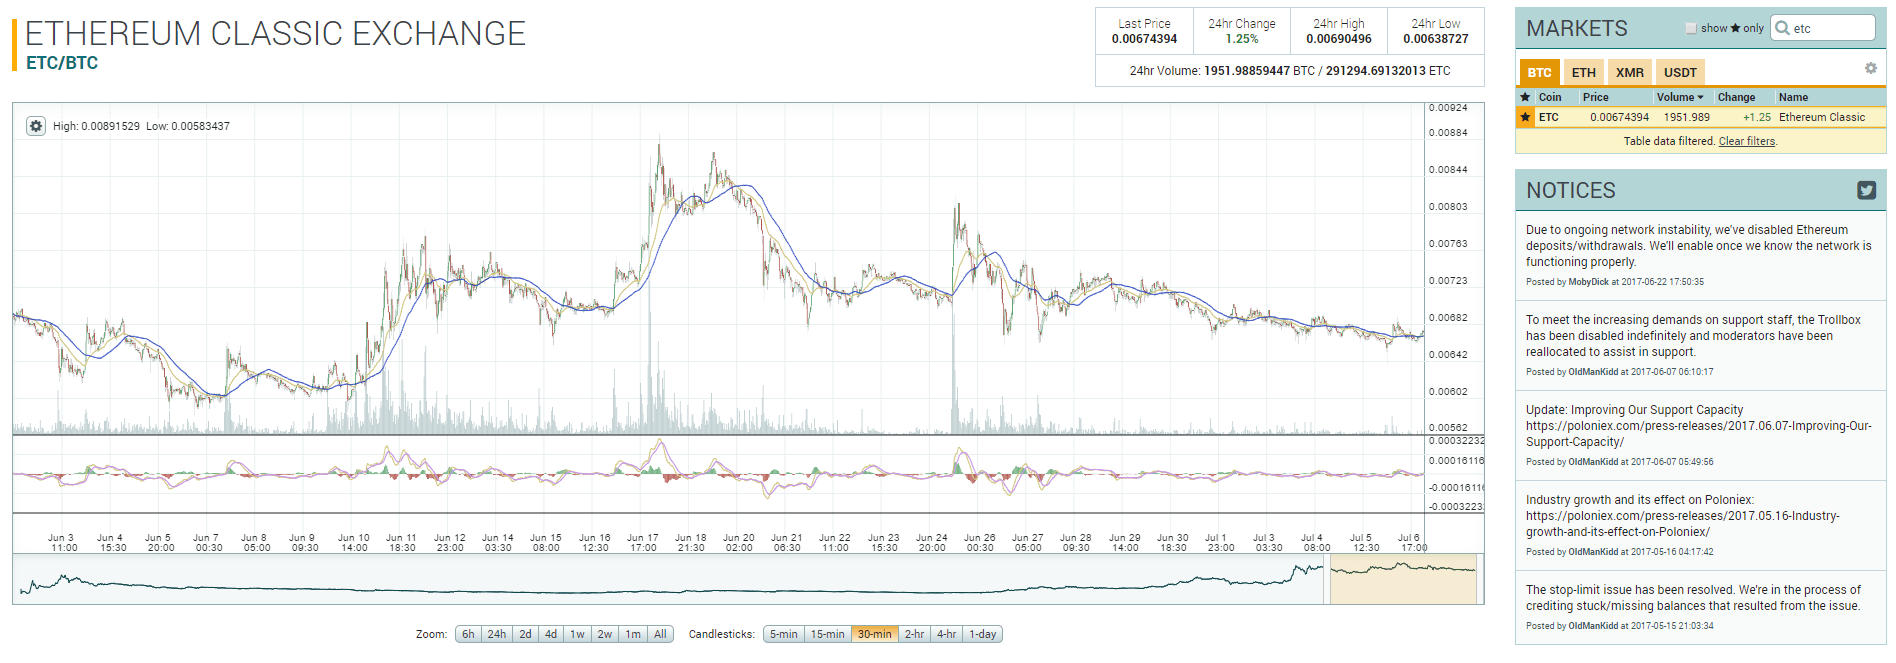 ETHEREUM CLASSIC EXCHANGE
ETC/BTC
Last Price
0.00674394
24hr Change
1.25%
24hr High
0.00690496
24hr Low
0.00638727
24hr Volume: 1951.98859447 BTC / 291294.69132013 ETC
High: 0.00891529 Low: 0.00583437
0.00924
0.00884
0.00844
0.00803
0.00763
0.00723
0.00682
0.00642
0.00602
0.00562
0.00032232
0.00016116
-0.00016116
-0.0003223
Jun 3 11:00
Jun 4 15:30
Jun 5 20:00
Jun 7 00:30
Jun 8 05:00
Jun 9 09:30
Jun 10 14:00
Jun 11 18:30
Jun 12 23:00
Jun 14 03:30
Jun 15 08:00
Jun 16 12:30
Jun 17 17:00
Jun 18 21:30
Jun 20 02:00
Jun 21 06:30
Jun 22 11:00
Jun 23 15:30
Jun 24 20:00
Jun 26 00:30
Jun 27 05:00
Jun 28 09:30
Jun 29 14:00
Jun 30 18:30
Jul 1 23:00
Jul 3 03:30
Jul 4 08:00
Jul 5 12:30
Jul 6 17:00
Zoom: 6h 24h 2d 4d 1w 2w 1m All
Candlesticks: 5-min 15-min 30-min 2-hr 4-hr 1-day
MARKETS
show ★ only
etc
BTC ETH XMR USDT
★ Coin Price Volume Change Name
★ ETC 0.00674394 1951.989 +1.25 Ethereum Classic
Table data filtered. Clear filters.
NOTICES
Due to ongoing network instability, we've disabled Ethereum
deposits/withdrawals. We'll enable once we know the network is
functioning properly.
Posted by MobyDick at 2017-06-22 17:50:35
To meet the increasing demands on support staff, the Trollbox
has been disabled indefinitely and moderators have been
reallocated to assist in support.
Posted by OldManKidd at 2017-06-07 06:10:17
Update: Improving Our Support Capacity
https://poloniex.com/press-releases/2017.06.07-Improving-Our-
Support-Capacity/
Posted by OldManKidd at 2017-06-07 05:49:56
Industry growth and its effect on Poloniex:
https://poloniex.com/press-releases/2017.05.16-Industry-
growth-and-its-effect-on-Poloniex/
Posted by OldManKidd at 2017-05-16 04:17:42
The stop-limit issue has been resolved. We're in the process of
crediting stuck/missing balances that resulted from the issue.
Posted by OldManKidd at 2017-05-15 21:03:34